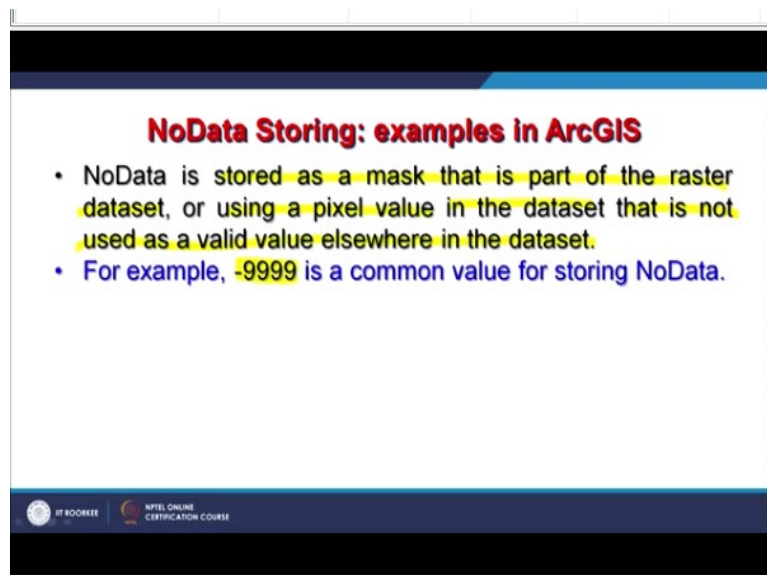 NoData Storing: examples in ArcGIS
• NoData is stored as a mask that is part of the raster
dataset, or using a pixel value in the dataset that is not
used as a valid value elsewhere in the dataset.
• For example, -9999 is a common value for storing NoData.
IIT ROORKEE
NPTEL ONLINE
CERTIFICATION COURSE